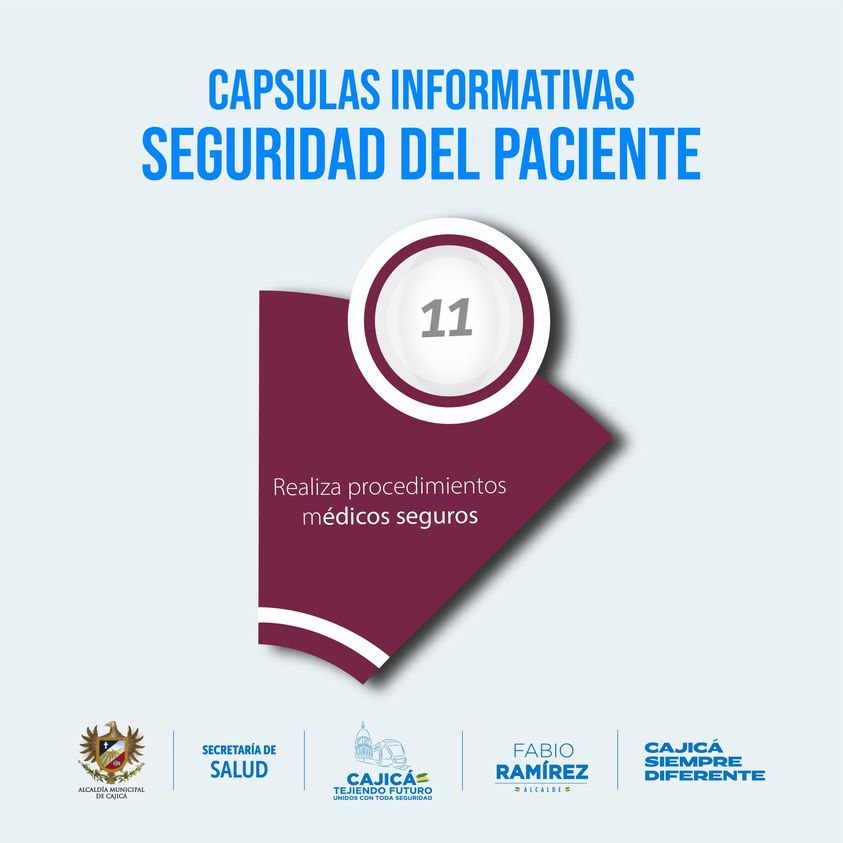 CAPSULAS INFORMATIVAS
SEGURIDAD DEL PACIENTE
11
Realiza procedimientos
médicos seguros
ALCALDÍA MUNICIPAL
DE CAJICÁ
SECRETARÍA DE
SALUD
CAJICÁ
TEJIENDO FUTURO
UNIDOS CON TODA SEGURIDAD
FABIO
RAMÍREZ
ALCALDE
CAJICÁ
SIEMPRE
DIFERENTE